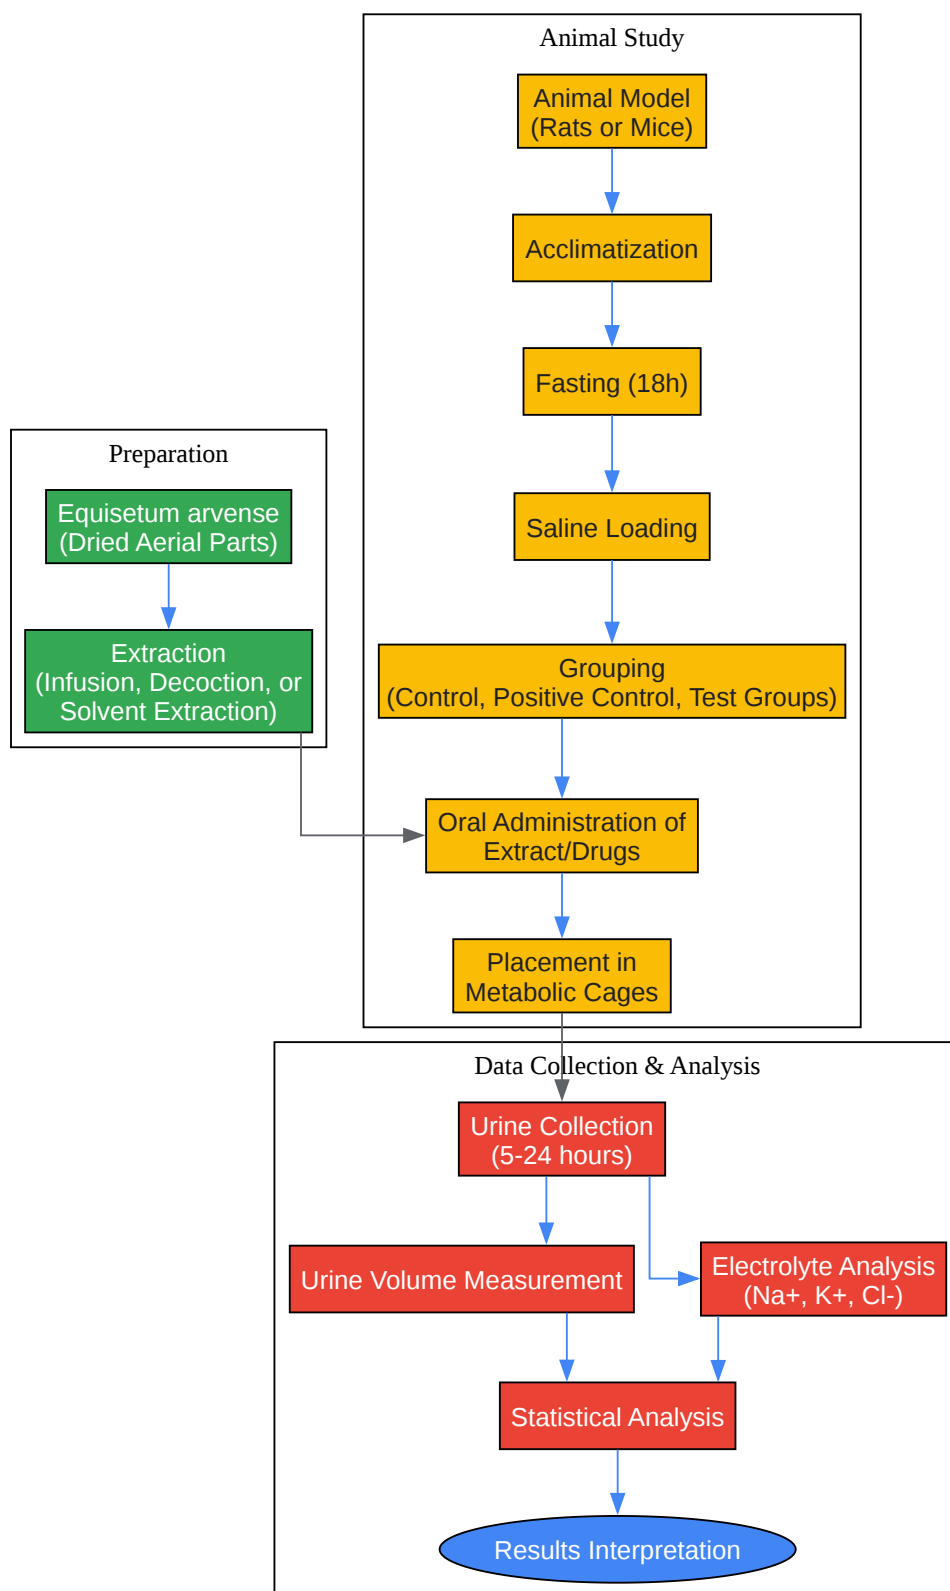 Animal Study
Animal Model
(Rats or Mice)
Acclimatization
Fasting (18h)
Saline Loading
Grouping
(Control, Positive Control, Test Groups)
Oral Administration of
Extract/Drugs
Placement in
Metabolic Cages
Preparation
Equisetum arvense
(Dried Aerial Parts)
Extraction
(Infusion, Decoction, or
Solvent Extraction)
Data Collection & Analysis
Urine Collection
(5-24 hours)
Urine Volume Measurement
Electrolyte Analysis
(Na+, K+, Cl-)
Statistical Analysis
Results Interpretation